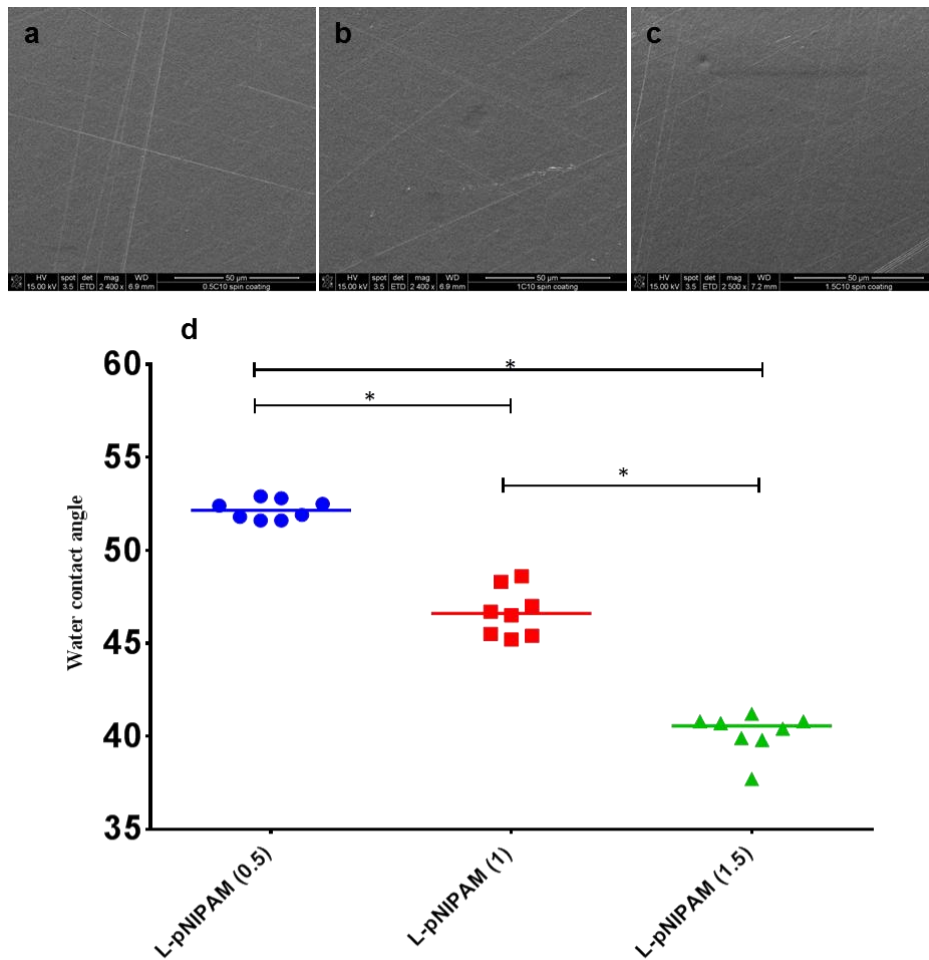 a
b
c
HV spot det mag WD 50 µm
15.00 kV 3.5 ETD 2 400 x 6.9 mm 0.5C10 spin coating
HV spot det mag WD 50 µm
15.00 kV 3.5 ETD 2 400 x 6.9 mm 1C10 spin coating
HV spot det mag WD 50 µm
15.00 kV 3.5 ETD 2 500 x 7.2 mm 1.5C10 spin coating
d
60
55
50
45
40
35
Water contact angle
*
*
*
L-pNIPAM (0.5)
L-pNIPAM (1)
L-pNIPAM (1.5)